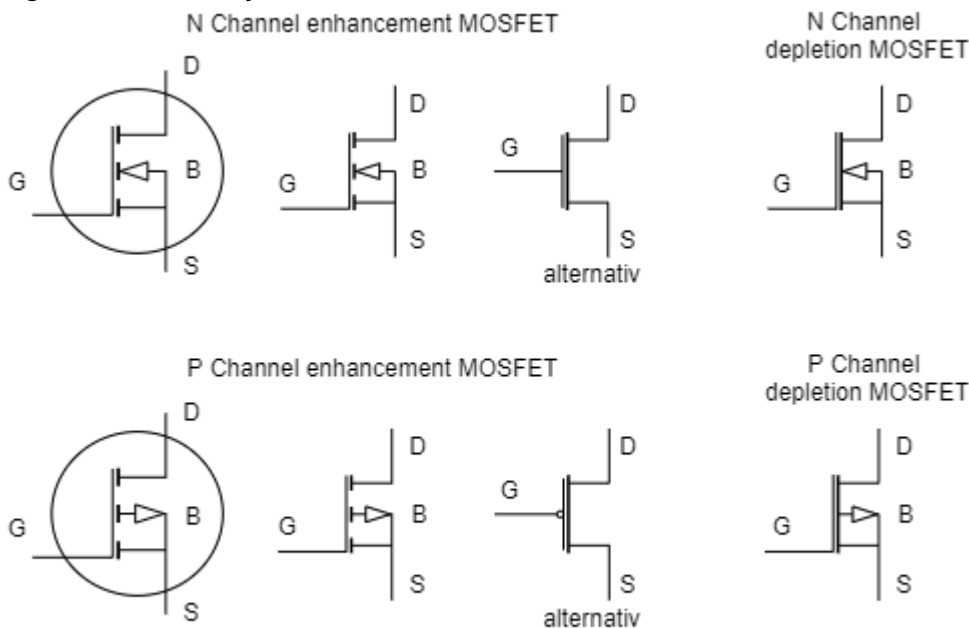 N Channel enhancement MOSFET
N Channel
depletion MOSFET
D
G
B
S
D
G
B
S
D
G
S
alternativ
D
G
B
S
P Channel enhancement MOSFET
P Channel
depletion MOSFET
D
G
B
S
D
G
B
S
D
G
S
alternativ
D
G
B
S